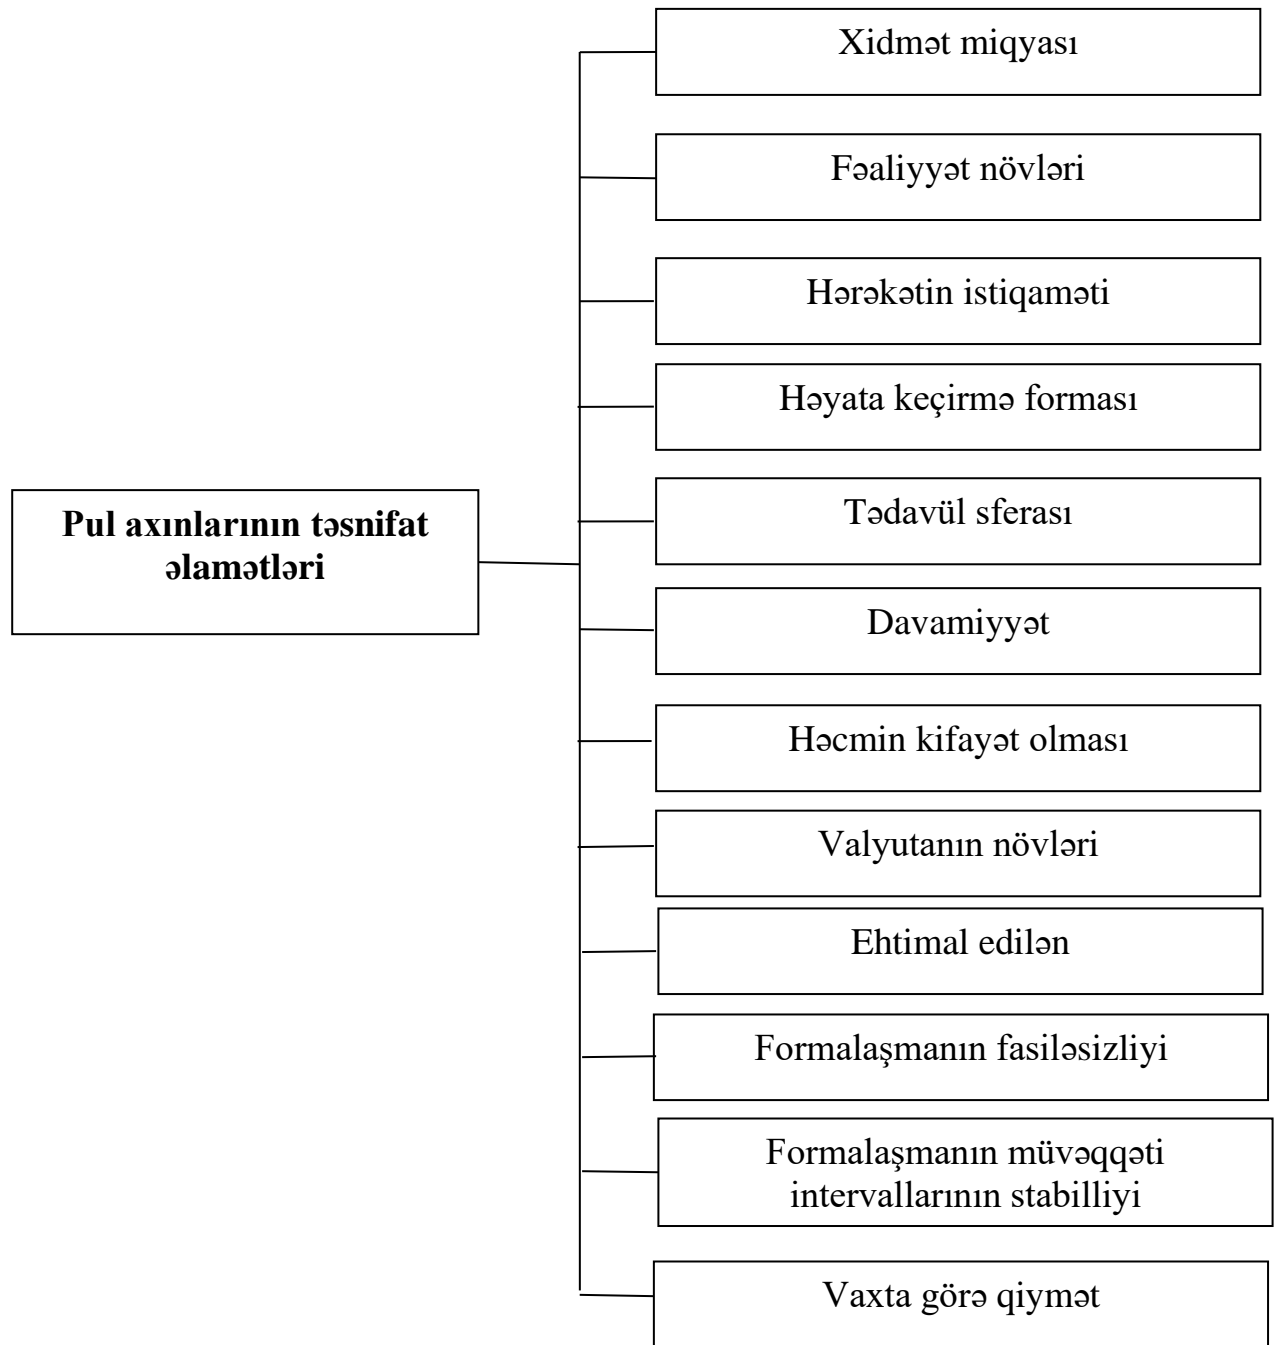 Xidmət miqyası
Fəaliyyət növləri
Hərəkətin istiqaməti
Həyata keçirmə forması
Pul axınlarının təsnifat
əlamətləri
Tədavül sferası
Davamiyyət
Həcmin kifayət olması
Valyutanın növləri
Ehtimal edilən
Formalaşmanın fasiləsizliyi
Formalaşmanın müvəqqəti
intervallarının stabilliyi
Vaxta görə qiymət